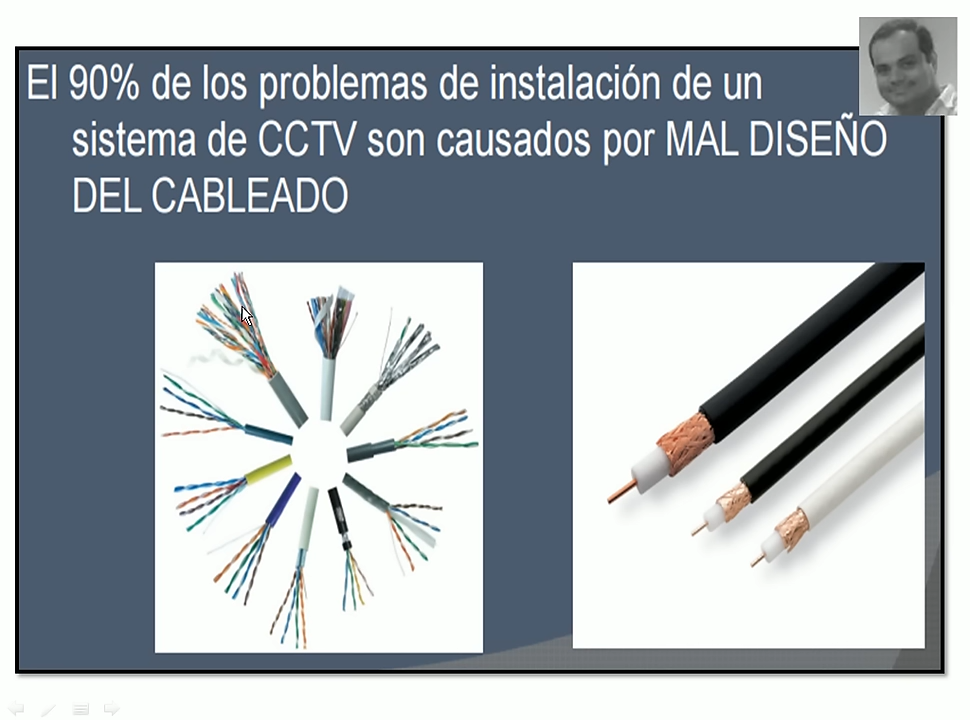 El 90% de los problemas de instalación de un
sistema de CCTV son causados por MAL DISEÑO
DEL CABLEADO